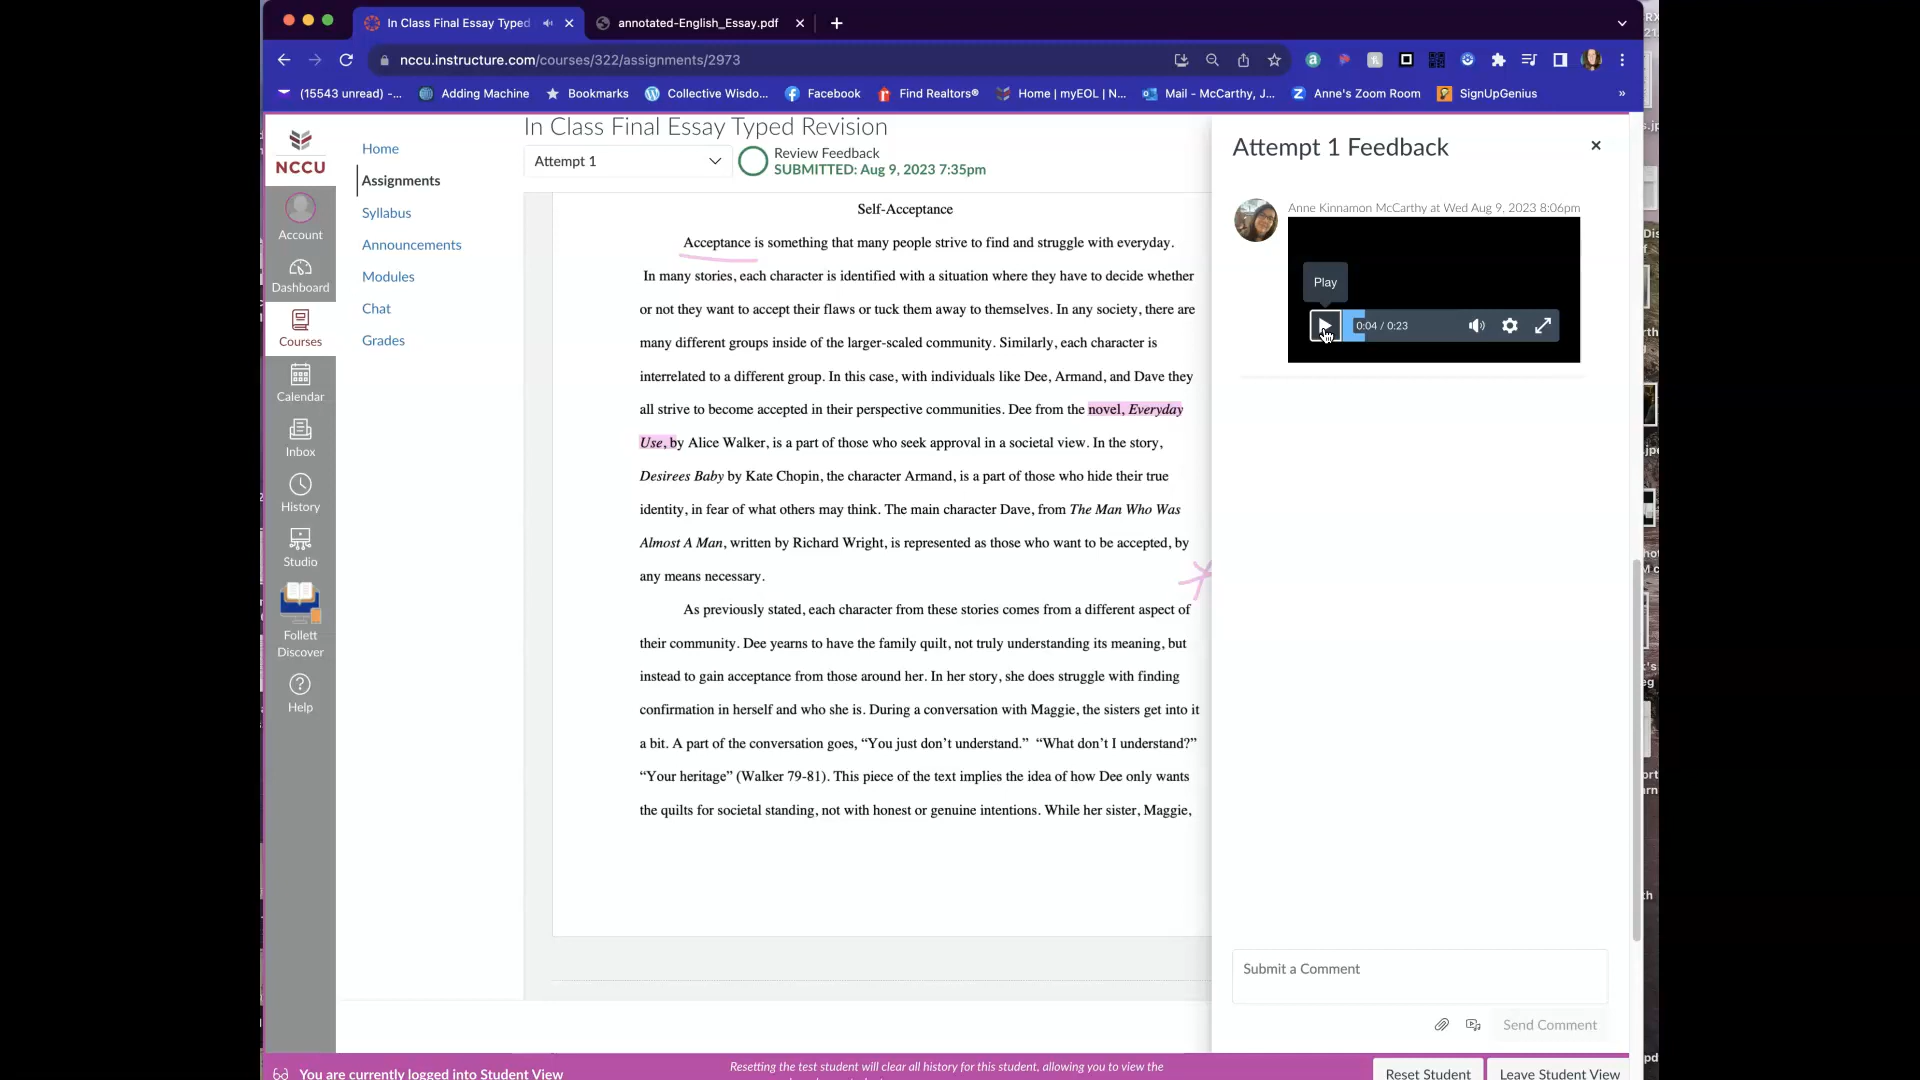 In Class Final Essay Typed
annotated-English_Essay.pdf
nccu.instructure.com/courses/322/assignments/2973
(15543 unread) -...
Adding Machine
Bookmarks
Collective Wisdo...
Facebook
Find Realtors®
Home | myEOL | N...
Mail - McCarthy, J...
Anne's Zoom Room
SignUpGenius
»
NCCU
Account
Dashboard
Courses
Calendar
Inbox
History
Studio
Follett
Discover
Help
Home
Assignments
Syllabus
Announcements
Modules
Chat
Grades
In Class Final Essay Typed Revision
Attempt 1
Review Feedback
SUBMITTED: Aug 9, 2023 7:35pm
Self-Acceptance
Acceptance is something that many people strive to find and struggle with everyday.
In many stories, each character is identified with a situation where they have to decide whether
or not they want to accept their flaws or tuck them away to themselves. In any society, there are
many different groups inside of the larger-scaled community. Similarly, each character is
interrelated to a different group. In this case, with individuals like Dee, Armand, and Dave they
all strive to become accepted in their perspective communities. Dee from the novel, Everyday
Use, by Alice Walker, is a part of those who seek approval in a societal view. In the story,
Desirees Baby by Kate Chopin, the character Armand, is a part of those who hide their true
identity, in fear of what others may think. The main character Dave, from The Man Who Was
Almost A Man, written by Richard Wright, is represented as those who want to be accepted, by
any means necessary.
As previously stated, each character from these stories comes from a different aspect of
their community. Dee yearns to have the family quilt, not truly understanding its meaning, but
instead to gain acceptance from those around her. In her story, she does struggle with finding
confirmation in herself and who she is. During a conversation with Maggie, the sisters get into it
a bit. A part of the conversation goes, “You just don’t understand.” “What don’t I understand?”
“Your heritage” (Walker 79-81). This piece of the text implies the idea of how Dee only wants
the quilts for societal standing, not with honest or genuine intentions. While her sister, Maggie,
Attempt 1 Feedback
Anne Kinnamon McCarthy at Wed Aug 9, 2023 8:06pm
Play
0:04 / 0:23
Submit a Comment
Send Comment
You are currently logged into Student View
Resetting the test student will clear all history for this student, allowing you to view the
Reset Student
Leave Student View